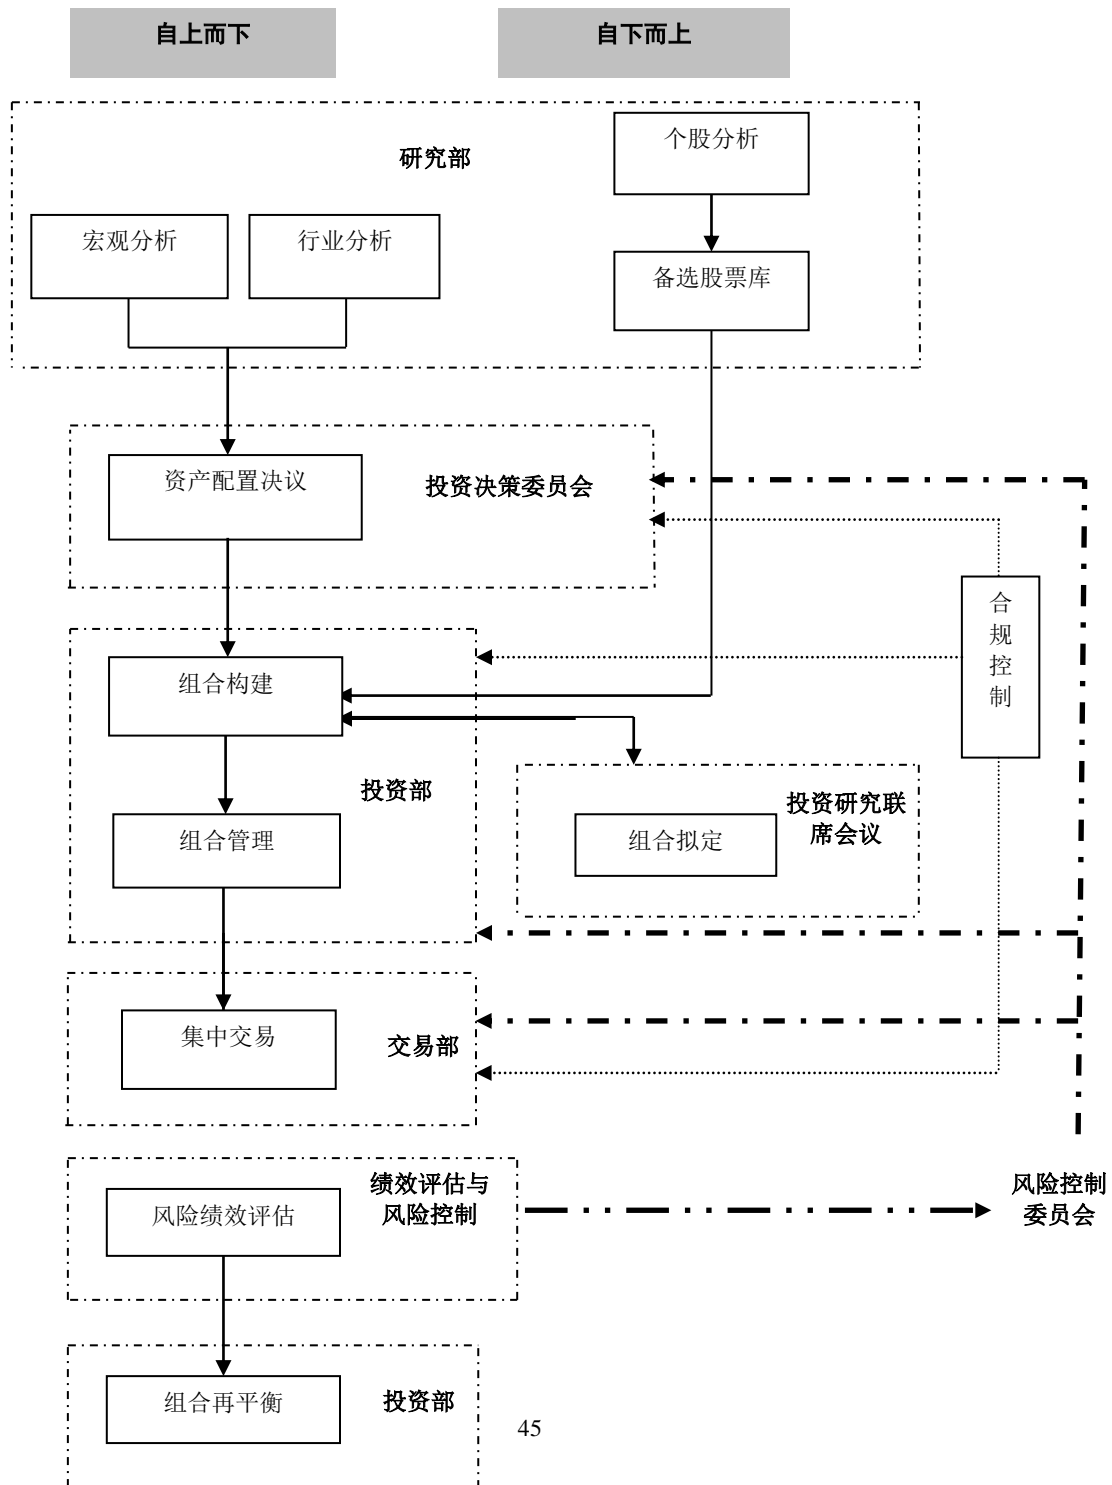 自上而下
自下而上
研究部
个股分析
宏观分析
行业分析
备选股票库
资产配置决议
投资决策委员会
合
规
控
制
组合构建
投资部
投资研究联
席会议
组合管理
组合拟定
集中交易
交易部
绩效评估与
风险控制
风险绩效评估
风险控制
委员会
组合再平衡
投资部
45